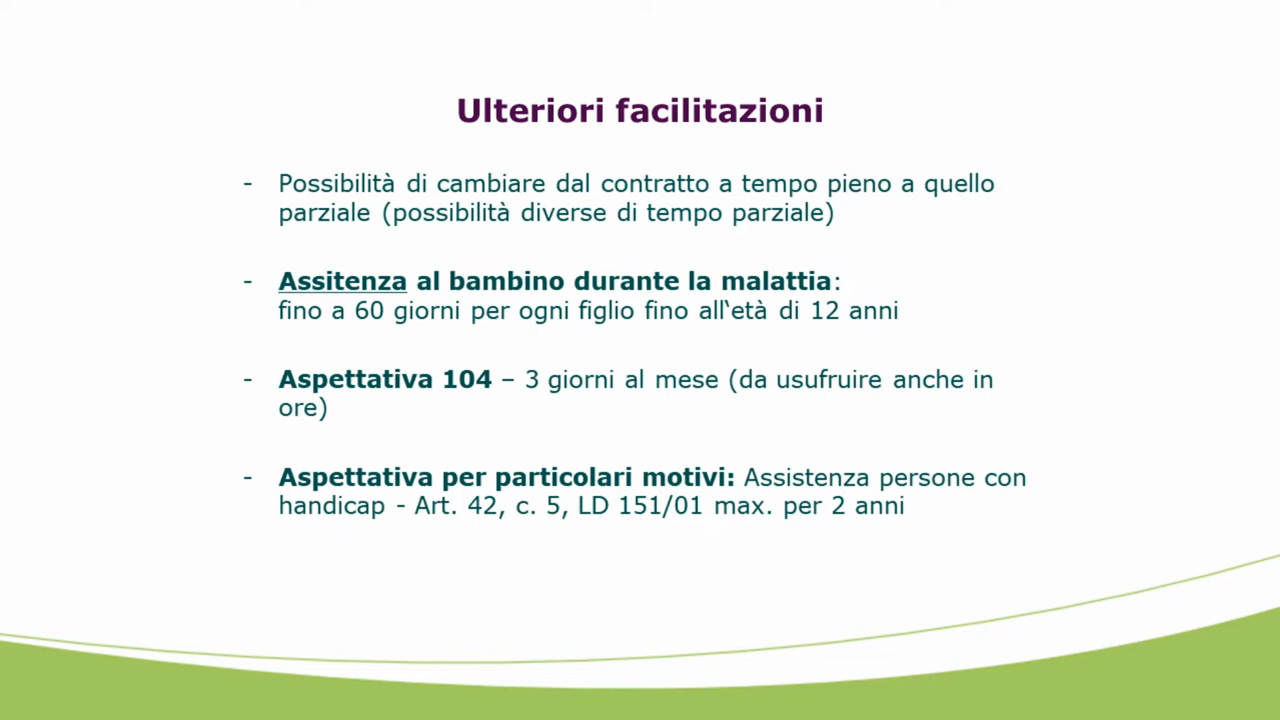 Ulteriori facilitazioni
- Possibilità di cambiare dal contratto a tempo pieno a quello
parziale (possibilità diverse di tempo parziale)
- Assitenza al bambino durante la malattia:
fino a 60 giorni per ogni figlio fino all‘età di 12 anni
- Aspettativa 104 – 3 giorni al mese (da usufruire anche in
ore)
- Aspettativa per particolari motivi: Assistenza persone con
handicap - Art. 42, c. 5, LD 151/01 max. per 2 anni